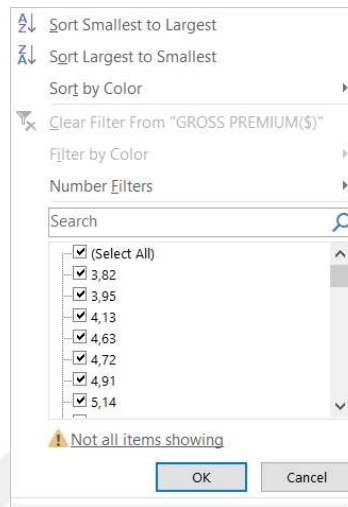 Sort Smallest to Largest
Sort Largest to Smallest
Sort by Color
Clear Filter From "GROSS PREMIUM($)"
Filter by Color
Number Filters
Search
(Select All)
3,82
3,95
4,13
4,63
4,72
4,91
5,14
Not all items showing
OK Cancel